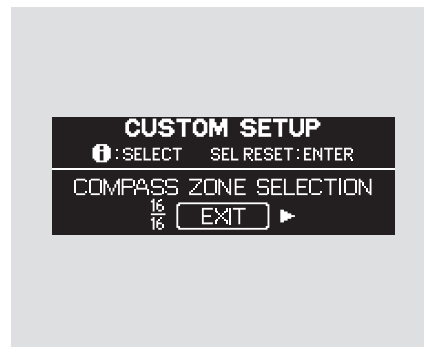 CUSTOM SETUP
i:SELECT SEL RESET:ENTER
COMPASS ZONE SELECTION
16/16 EXIT ►